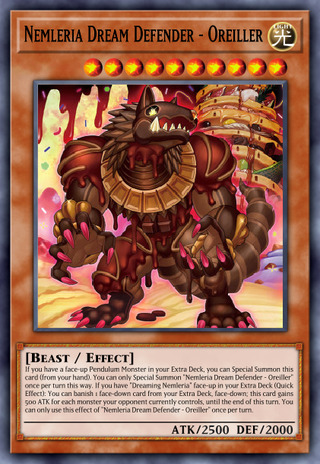 Nemleria Dream Defender - Oreiller
LIGHT
光
[Beast / Effect]
If you have a face-up Pendulum Monster in your Extra Deck, you can Special Summon this
card (from your hand). You can only Special Summon "Nemleria Dream Defender - Oreiller"
once per turn this way. If you have "Dreaming Nemleria" face-up in your Extra Deck (Quick
Effect): You can banish 1 face-down card from your Extra Deck, face-down; this card gains
500 ATK for each monster your opponent currently controls, until the end of this turn. You
can only use this effect of "Nemleria Dream Defender - Oreiller" once per turn.
ATK/2500 DEF/2000